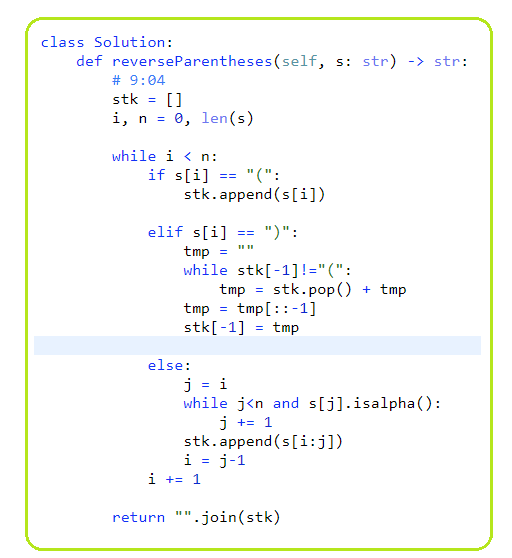 class Solution:
    def reverseParentheses(self, s: str) -> str:
        # 9:04
        stk = []
        i, n = 0, len(s)
        while i < n:
            if s[i] == "(":
                stk.append(s[i])
            elif s[i] == ")":
                tmp = ""
                while stk[-1]!="(":
                    tmp = stk.pop() + tmp
                tmp = tmp[::-1]
                stk[-1] = tmp
            else:
                j = i
                while j<n and s[j].isalpha():
                    j += 1
                stk.append(s[i:j])
                i = j-1
            i += 1
        return "".join(stk)